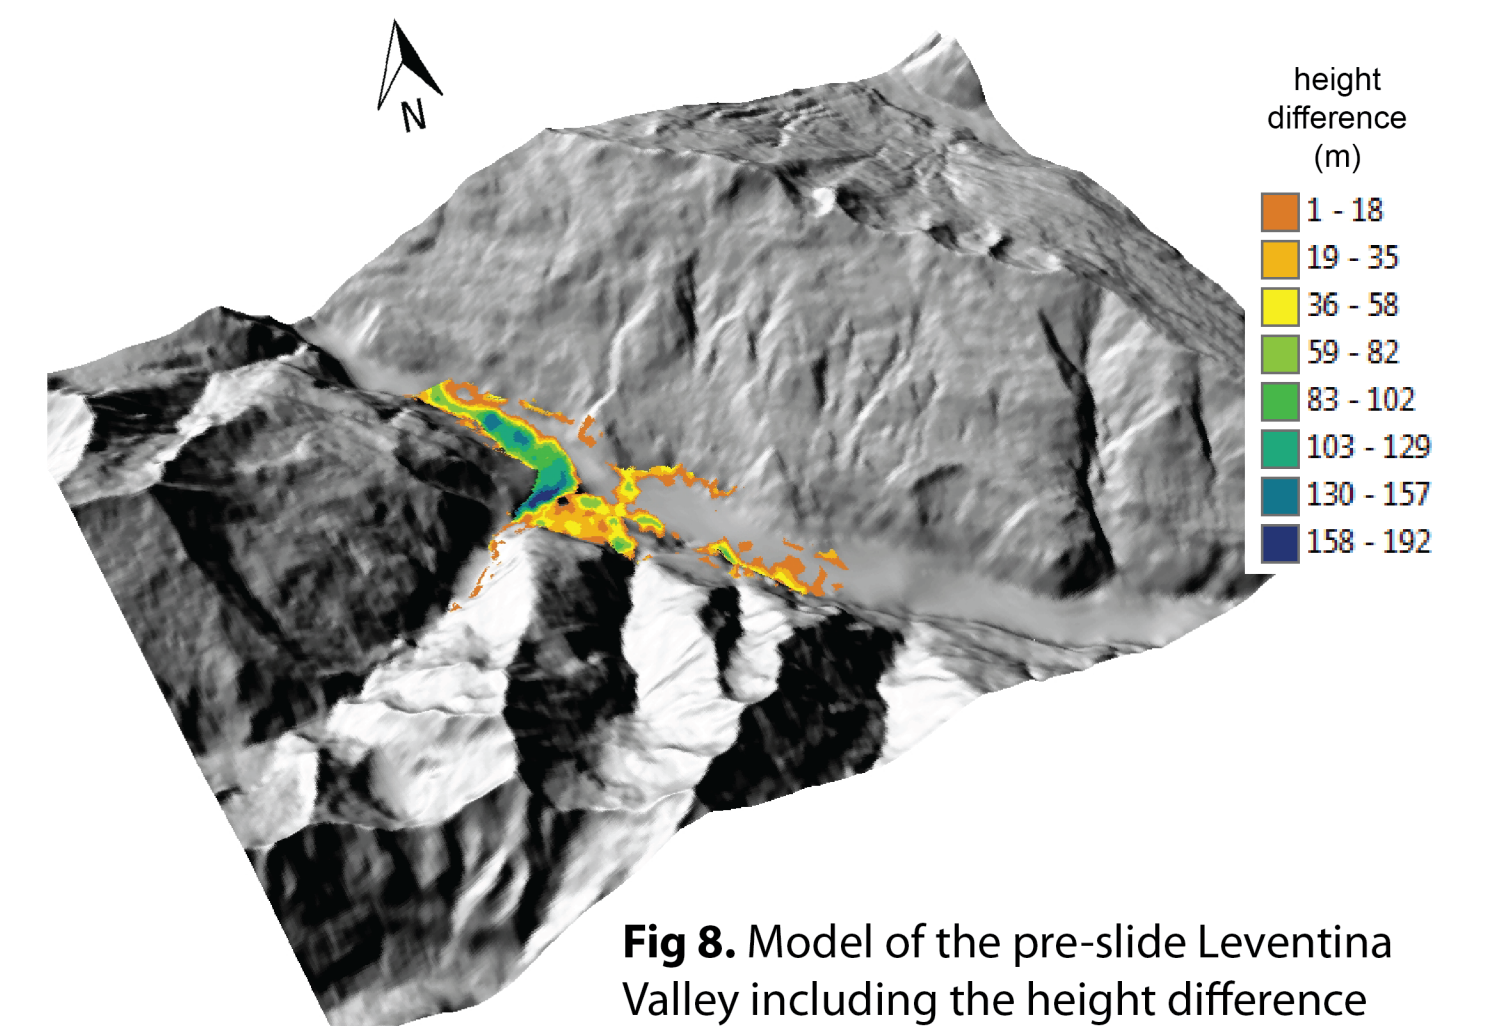 N
height
difference
(m)
1 - 18
19 - 35
36 - 58
59 - 82
83 - 102
103 - 129
130 - 157
158 - 192
Fig 8. Model of the pre-slide Leventina
Valley including the height difference